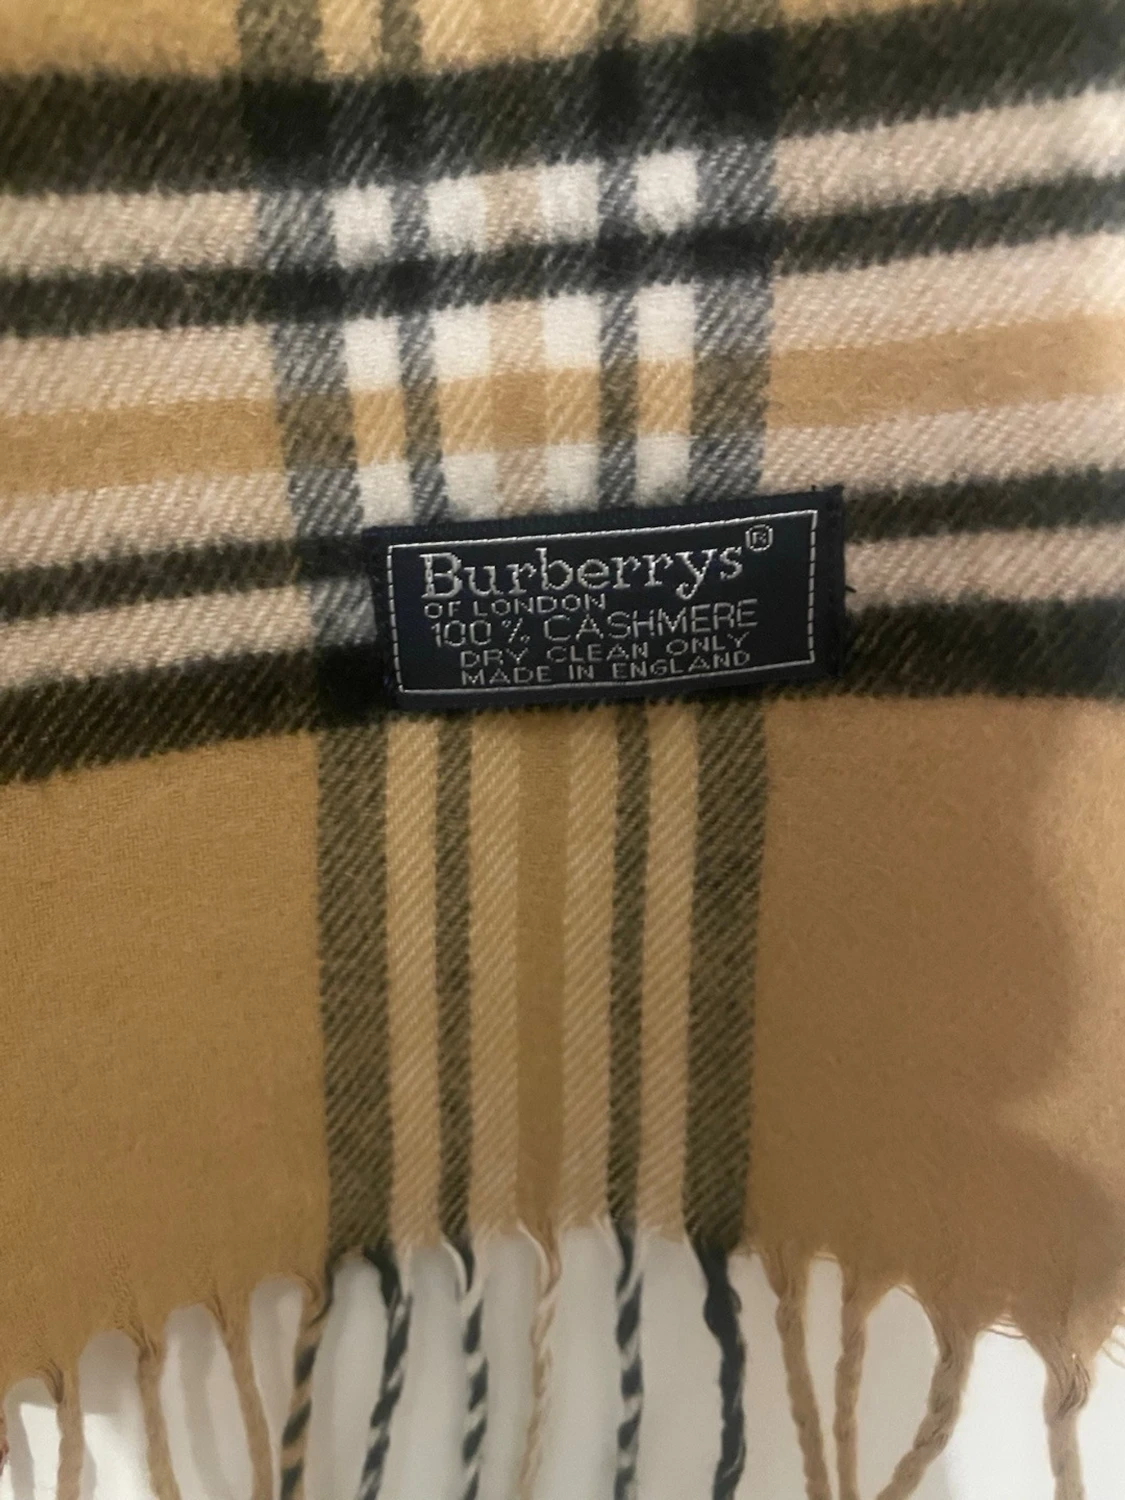 Burberrys®
OF LONDON
100% CASHMERE
DRY CLEAN ONLY
MADE IN ENGLAND